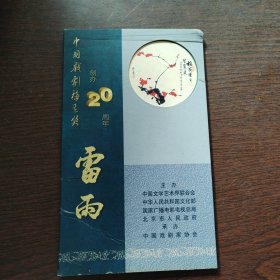 中国戏剧梅花奖
创办
20
周年
雷雨
主办
中国文学艺术界联合会
中华人民共和国文化部
国家广播电影电视总局
北京市人民政府
承办
中国戏剧家协会